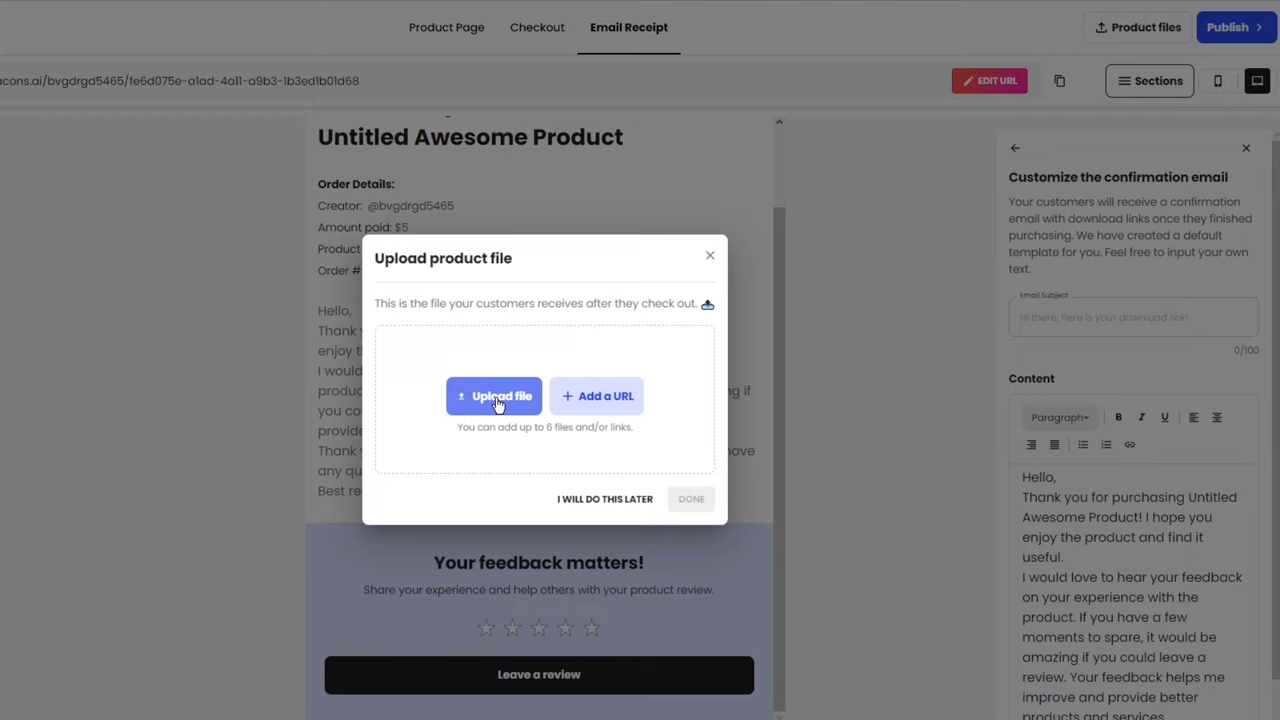 Product Page
Checkout
Email Receipt
Product files
Publish
acons.ai/bvgdrgd5465/fe6d075e-a1ad-4a11-a9b3-1b3ed1b01d68
EDIT URL
Sections
Untitled Awesome Product
Order Details:
Creator: @bvgdrgd5465
Amount paid: $5
Product
Order #:
Hello,
Thank
enjoy t
I would
produc
ing if
you co
provide
Thank y
have
any qu
Best re
Upload product file
This is the file your customers receives after they check out.
Upload file
Add a URL
You can add up to 6 files and/or links.
I WILL DO THIS LATER
DONE
Your feedback matters!
Share your experience and help others with your product review.
Leave a review
Customize the confirmation email
Your customers will receive a confirmation
email with download links once they finished
purchasing. We have created a default
template for you. Feel free to input your own
text.
Email Subject
Hi there, here is your download link!
0/100
Content
Paragraph
B
I
U
Hello,
Thank you for purchasing Untitled
Awesome Product! I hope you
enjoy the product and find it
useful.
I would love to hear your feedback
on your experience with the
product. If you have a few
moments to spare, it would be
amazing if you could leave a
review. Your feedback helps me
improve and provide better
products and services.